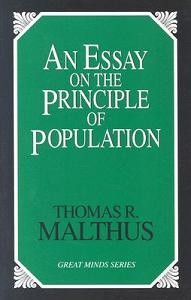 AN ESSAY
ON THE
PRINCIPLE
OF
POPULATION
THOMAS R.
MALTHUS
GREAT MINDS SERIES